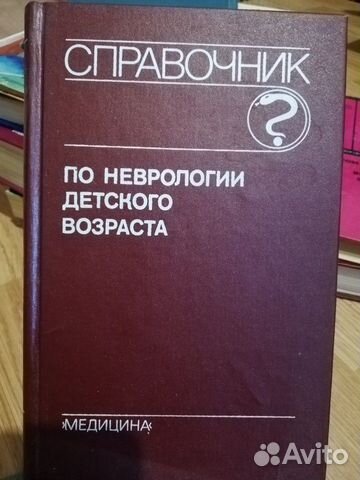 СПРАВОЧНИК
?
ПО НЕВРОЛОГИИ
ДЕТСКОГО
ВОЗРАСТА
»МЕДИЦИНА«
Avito